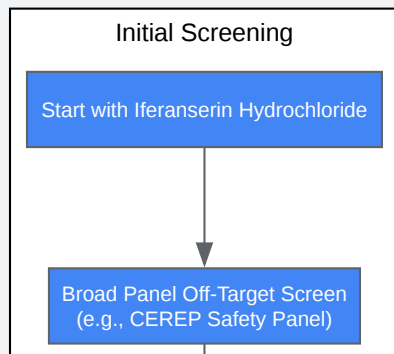 Initial Screening
Start with Iferanserin Hydrochloride
Broad Panel Off-Target Screen
(e.g., CEREP Safety Panel)